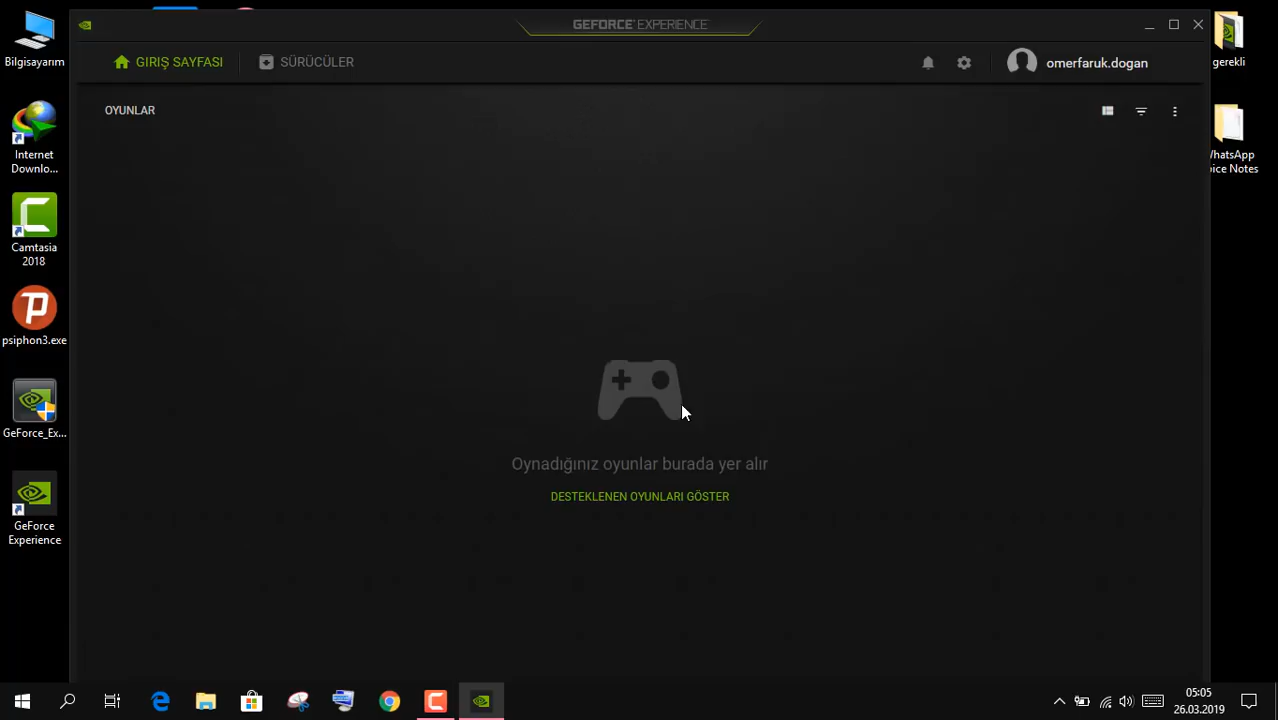 GEFORCE EXPERIENCE
GIRIŞ SAYFASI
SÜRÜCÜLER
omerfaruk.dogan
OYUNLAR
Oynadığınız oyunlar burada yer alır
DESTEKLENEN OYUNLARI GÖSTER
Bilgisayarım
Internet
Downlo...
Camtasia
2018
psiphon3.exe
GeForce_Ex...
GeForce
Experience
gerekli
WhatsApp
Notes
05:05
26.03.2019